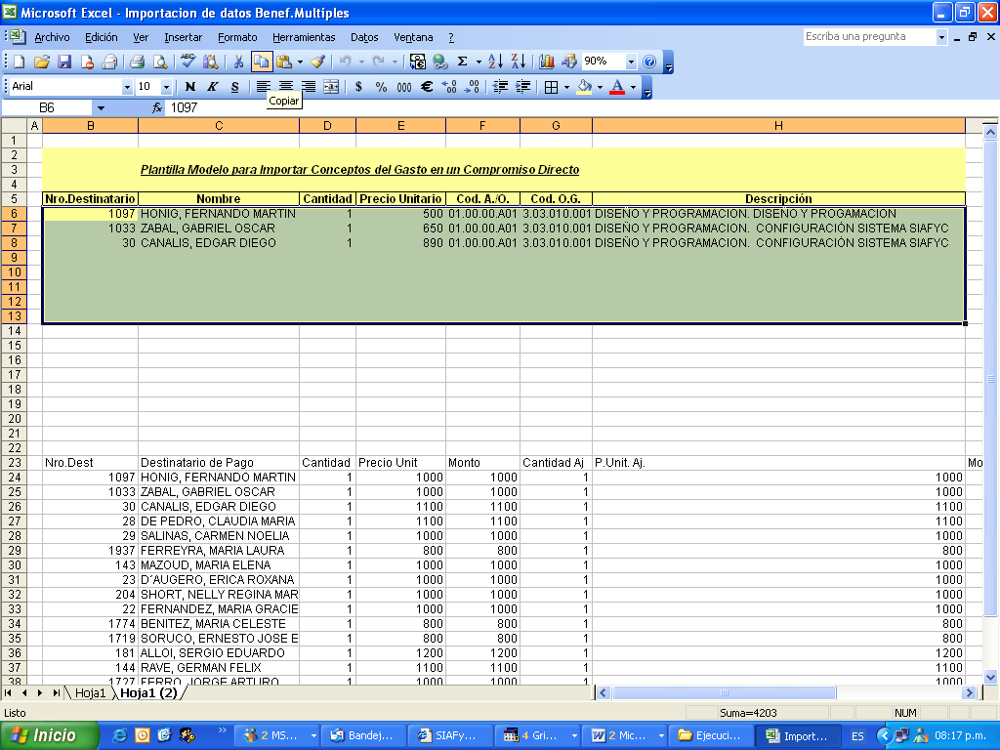 Microsoft Excel - Importacion de datos Benef.Multiples
Archivo Edición Ver Insertar Formato Herramientas Datos Ventana ? Escriba una pregunta
90%
Arial 10 N K S $ % 000 €
B6 fx 1097
Copiar
A B C D E F G H
1
2
3 Plantilla Modelo para Importar Conceptos del Gasto en un Compromiso Directo
4
5 Nro.Destinatario Nombre Cantidad Precio Unitario Cod. A./O. Cod. O.G. Descripción
6 1097 HONIG, FERNANDO MARTIN 1 500 01.00.00.A01 3.03.010.001 DISEÑO Y PROGRAMACION. DISEÑO Y PROGAMACION
7 1033 ZABAL, GABRIEL OSCAR 1 650 01.00.00.A01 3.03.010.001 DISEÑO Y PROGRAMACION. CONFIGURACIÓN SISTEMA SIAFYC
8 30 CANALIS, EDGAR DIEGO 1 890 01.00.00.A01 3.03.010.001 DISEÑO Y PROGRAMACION. CONFIGURACIÓN SISTEMA SIAFYC
9
10
11
12
13
14
15
16
17
18
19
20
21
22
23 Nro.Dest Destinatario de Pago Cantidad Precio Unit Monto Cantidad Aj P.Unit. Aj. Mo
24 1097 HONIG, FERNANDO MARTIN 1 1000 1000 1 1000
25 1033 ZABAL, GABRIEL OSCAR 1 1000 1000 1 1000
26 30 CANALIS, EDGAR DIEGO 1 1100 1100 1 1100
27 28 DE PEDRO, CLAUDIA MARIA 1 1100 1100 1 1100
28 29 SALINAS, CARMEN NOELIA 1 1000 1000 1 1000
29 1937 FERREYRA, MARIA LAURA 1 800 800 1 800
30 143 MAZOUD, MARIA ELENA 1 1000 1000 1 1000
31 23 D´AUGERO, ERICA ROXANA 1 1000 1000 1 1000
32 204 SHORT, NELLY REGINA MAR 1 1000 1000 1 1000
33 22 FERNANDEZ, MARIA GRACIE 1 1000 1000 1 1000
34 1774 BENITEZ, MARIA CELESTE 1 800 800 1 800
35 1719 SORUCO, ERNESTO JOSE E 1 800 800 1 800
36 181 ALLOI, SERGIO EDUARDO 1 1200 1200 1 1200
37 144 RAVE, GERMAN FELIX 1 1100 1100 1 1100
38 1727 FERRO, JORGE ARTURO 1 1000 1000 1 1000
Hoja1 Hoja1 (2)
Listo Suma=4203 NUM
Inicio 2 MS... Bandej... SIAFy... 4 Gri... 2 Mic... Ejecuci... Import... ES 08:17 p.m.